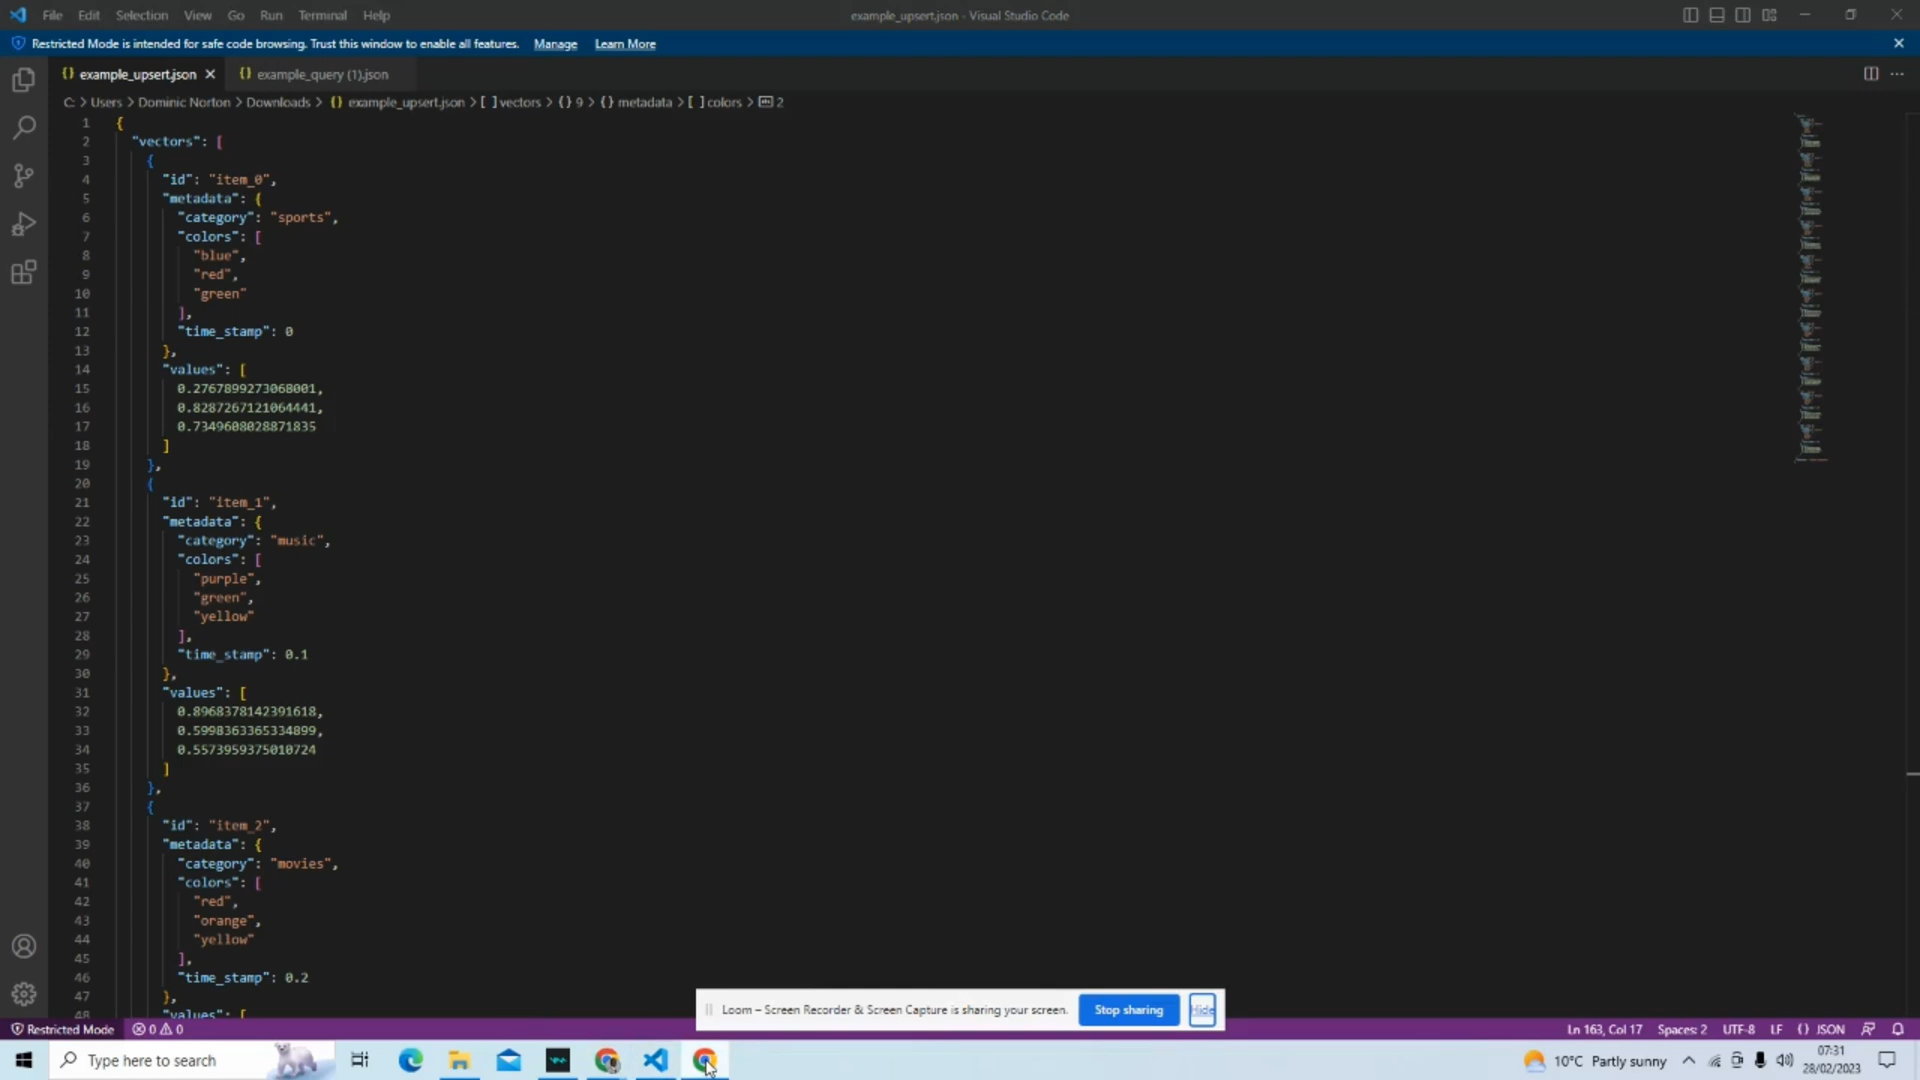 File Edit Selection View Go Run Terminal Help
example_upsert.json - Visual Studio Code
Restricted Mode is intended for safe code browsing. Trust this window to enable all features. Manage Learn More
{} example_upsert.json {} example_query (1).json
C: > Users > Dominic Norton > Downloads > {} example_upsert.json > [ ] vectors > {} 9 > {} metadata > [ ] colors > abc 2
1 {
2 "vectors": [
3 {
4 "id": "item_0",
5 "metadata": {
6 "category": "sports",
7 "colors": [
8 "blue",
9 "red",
10 "green"
11 ],
12 "time_stamp": 0
13 },
14 "values": [
15 0.2767899273068001,
16 0.8287267121064441,
17 0.7349608028871835
18 ]
19 },
20 {
21 "id": "item_1",
22 "metadata": {
23 "category": "music",
24 "colors": [
25 "purple",
26 "green",
27 "yellow"
28 ],
29 "time_stamp": 0.1
30 },
31 "values": [
32 0.8968378142391618,
33 0.5998363365334899,
34 0.5573959375010724
35 ]
36 },
37 {
38 "id": "item_2",
39 "metadata": {
40 "category": "movies",
41 "colors": [
42 "red",
43 "orange",
44 "yellow"
45 ],
46 "time_stamp": 0.2
47 },
"values": [
Loom – Screen Recorder & Screen Capture is sharing your screen. Stop sharing Hide
Restricted Mode 0 0 Ln 163, Col 17 Spaces: 2 UTF-8 LF {} JSON
Type here to search
10°C Partly sunny
07:31
28/02/2023